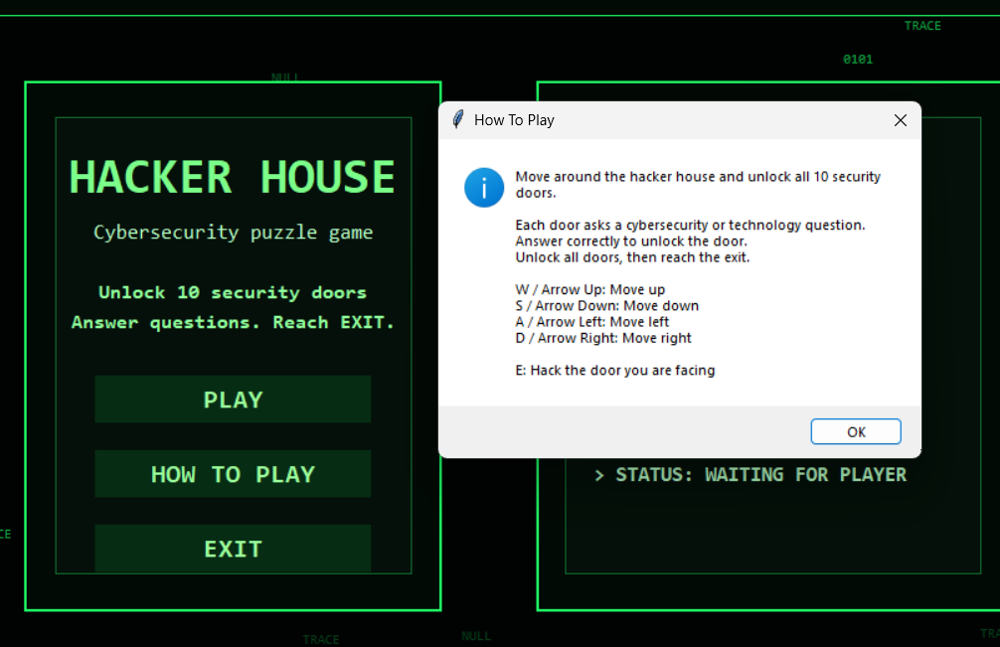 TRACE
0101
NULL
HACKER HOUSE
Cybersecurity puzzle game
Unlock 10 security doors
Answer questions. Reach EXIT.
PLAY
HOW TO PLAY
EXIT
How To Play
Move around the hacker house and unlock all 10 security
doors.
Each door asks a cybersecurity or technology question.
Answer correctly to unlock the door.
Unlock all doors, then reach the exit.
W / Arrow Up: Move up
S / Arrow Down: Move down
A / Arrow Left: Move left
D / Arrow Right: Move right
E: Hack the door you are facing
OK
> STATUS: WAITING FOR PLAYER
CE
TRACE
NULL
TRA